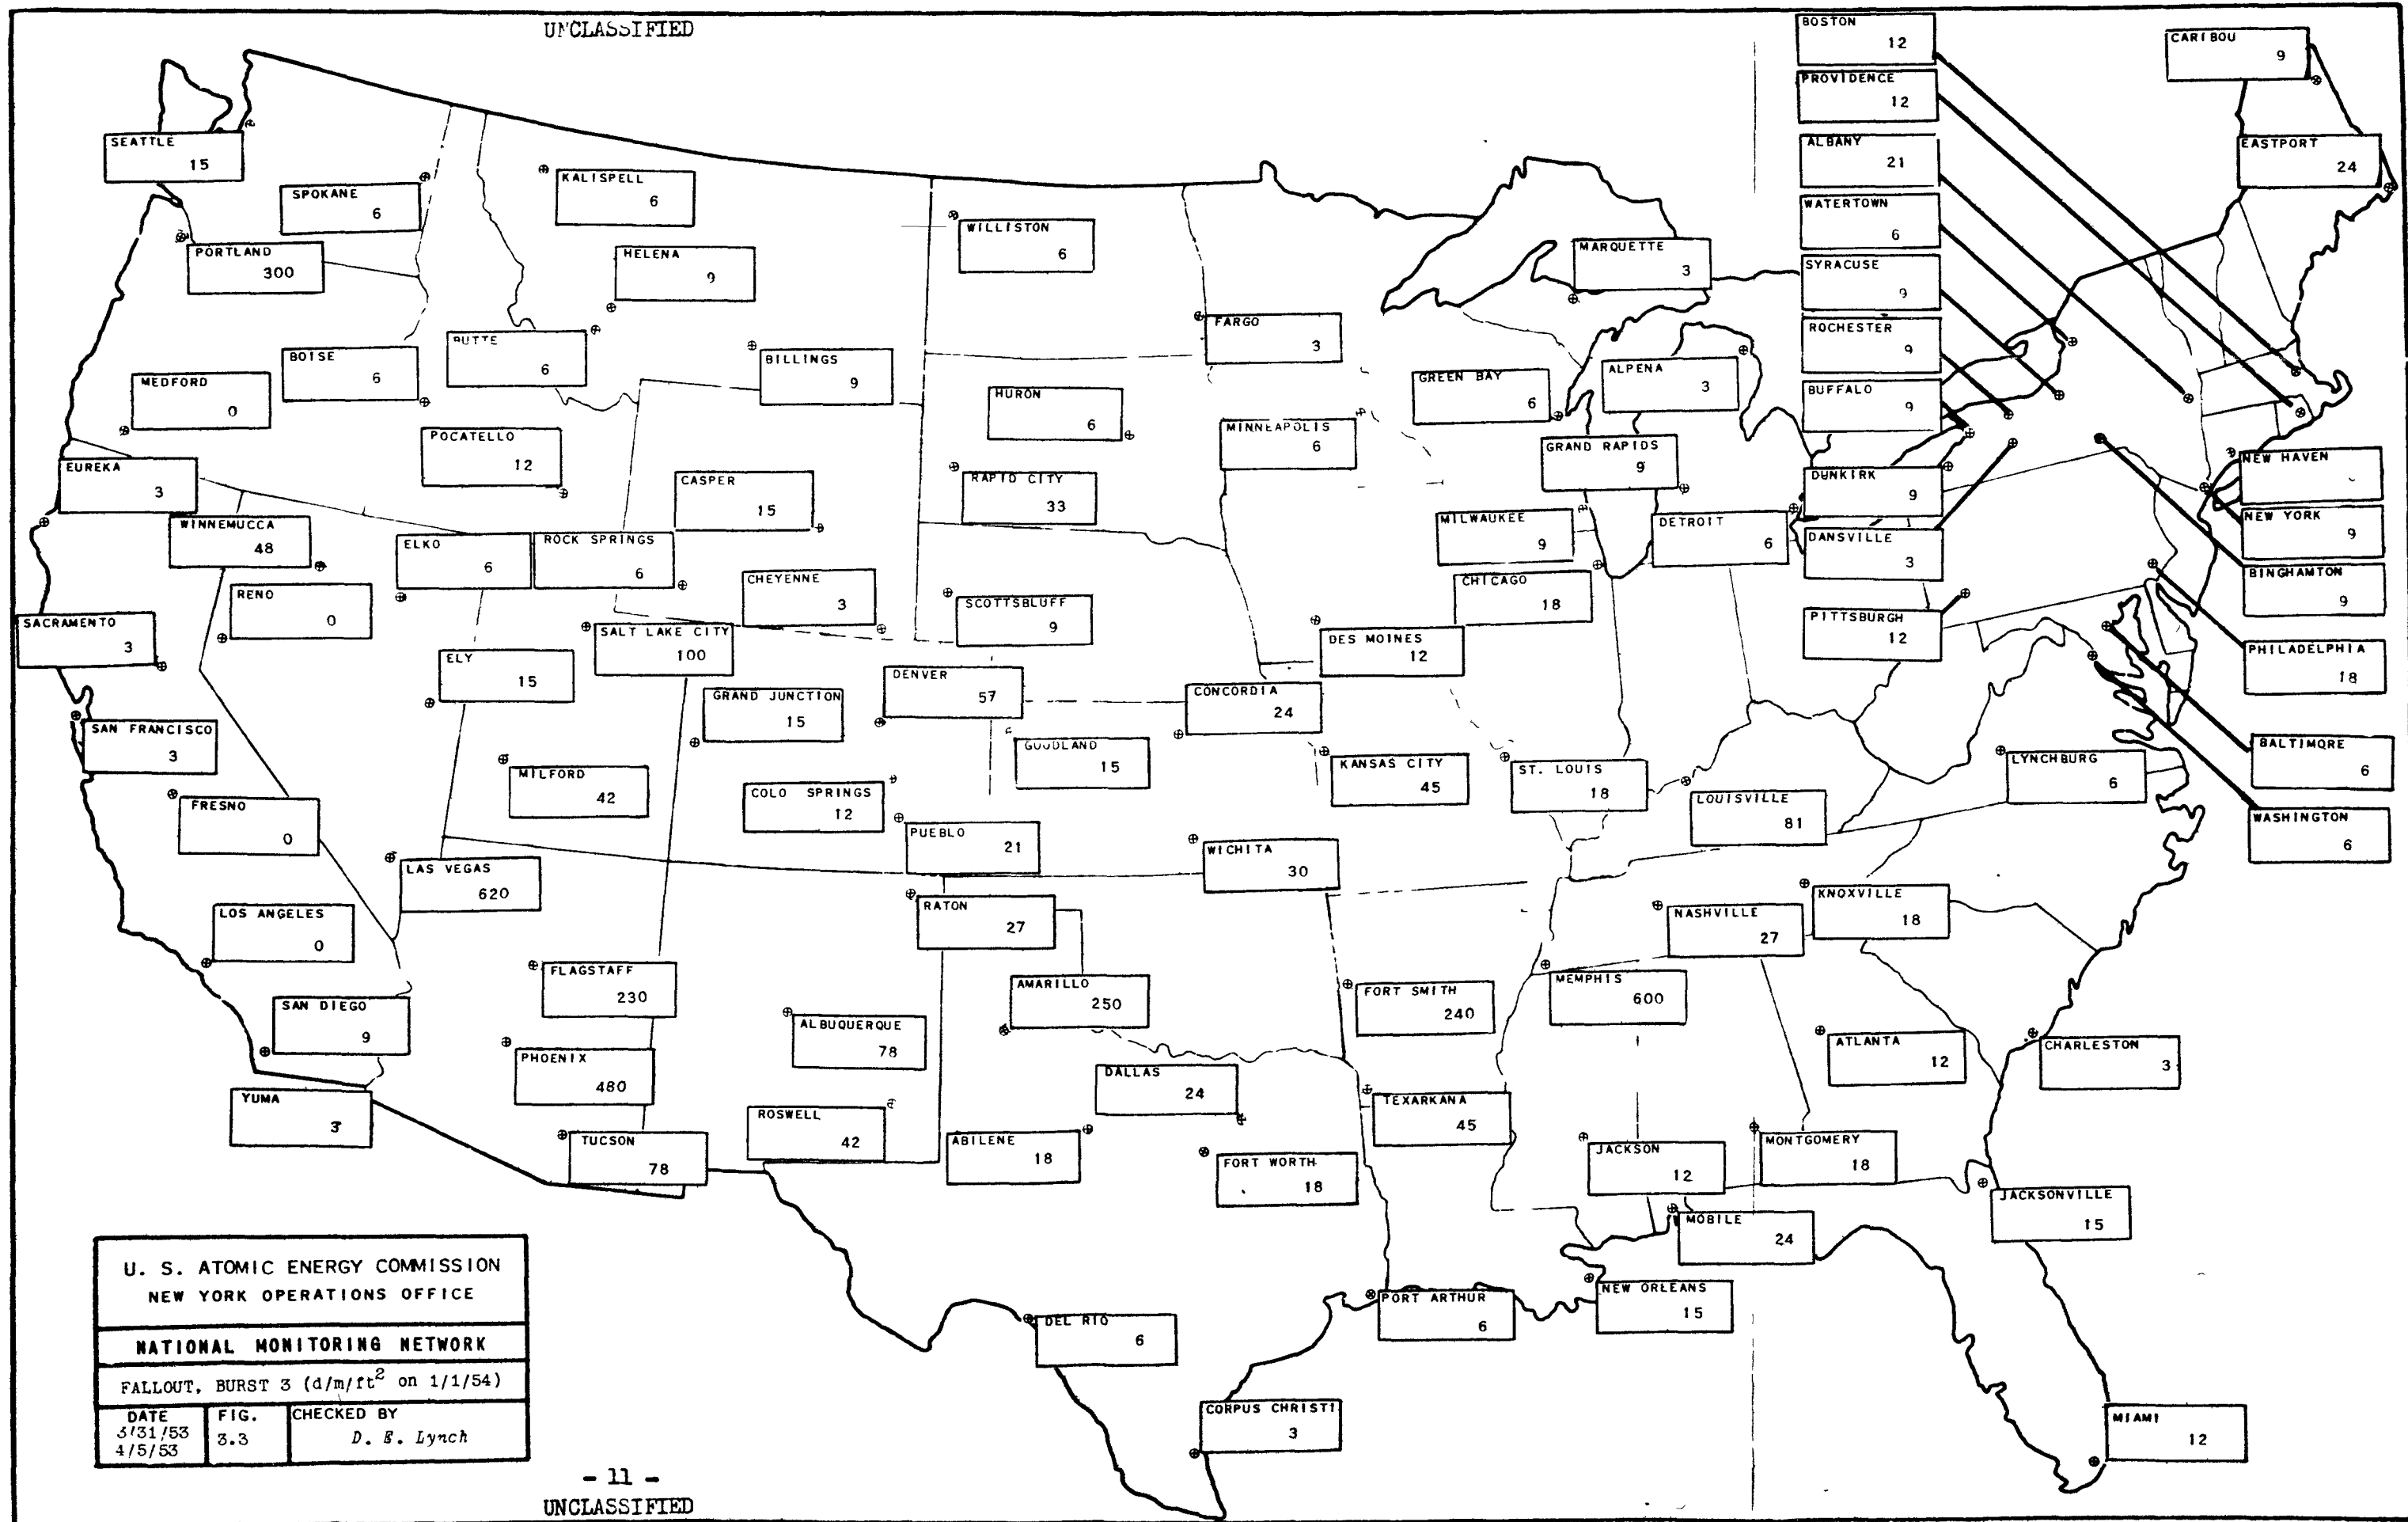 UNCLASSIFIED
BOSTON
12
CARIBOU
9
PROVIDENCE
12
SEATTLE
15
ALBANY
21
EASTPORT
24
SPOKANE
6
KALISPELL
6
WATERTOWN
6
WILLISTON
6
PORTLAND
300
HELENA
9
MARQUETTE
3
SYRACUSE
9
FARGO
3
ROCHESTER
9
BUTTE
6
BOISE
6
BILLINGS
9
ALPENA
3
MEDFORD
0
GREEN BAY
6
BUFFALO
9
HURON
6
MINNEAPOLIS
6
POCATELLO
12
GRAND RAPIDS
9
NEW HAVEN
EUREKA
3
CASPER
15
RAPID CITY
33
DUNKIRK
9
NEW YORK
9
WINNEMUCCA
48
MILWAUKEE
9
DETROIT
6
DANSVILLE
3
ELKO
6
ROCK SPRINGS
6
CHEYENNE
3
CHICAGO
18
BINGHAMTON
9
RENO
0
SCOTTSBLUFF
9
SACRAMENTO
3
SALT LAKE CITY
100
DES MOINES
12
PITTSBURGH
12
PHILADELPHIA
18
ELY
15
DENVER
57
GRAND JUNCTION
15
CONCORDIA
24
SAN FRANCISCO
3
GOODLAND
15
BALTIMORE
6
MILFORD
42
COLO SPRINGS
12
KANSAS CITY
45
ST. LOUIS
18
LYNCHBURG
6
FRESNO
0
LOUISVILLE
81
WASHINGTON
6
PUEBLO
21
WICHITA
30
LAS VEGAS
620
RATON
27
KNOXVILLE
18
LOS ANGELES
0
NASHVILLE
27
FLAGSTAFF
230
AMARILLO
250
FORT SMITH
240
MEMPHIS
600
SAN DIEGO
9
ALBUQUERQUE
78
ATLANTA
12
CHARLESTON
3
PHOENIX
480
DALLAS
24
YUMA
3
TEXARKANA
45
ROSWELL
42
TUCSON
78
ABILENE
18
FORT WORTH
18
JACKSON
12
MONTGOMERY
18
JACKSONVILLE
15
MOBILE
24
NEW ORLEANS
15
PORT ARTHUR
6
DEL RIO
6
CORPUS CHRISTI
3
MIAMI
12
U. S. ATOMIC ENERGY COMMISSION
NEW YORK OPERATIONS OFFICE
NATIONAL MONITORING NETWORK
FALLOUT, BURST 3 (d/m/ft² on 1/1/54)
DATE
3/31/53
4/5/53
FIG.
3.3
CHECKED BY
D. E. Lynch
- 11 -
UNCLASSIFIED